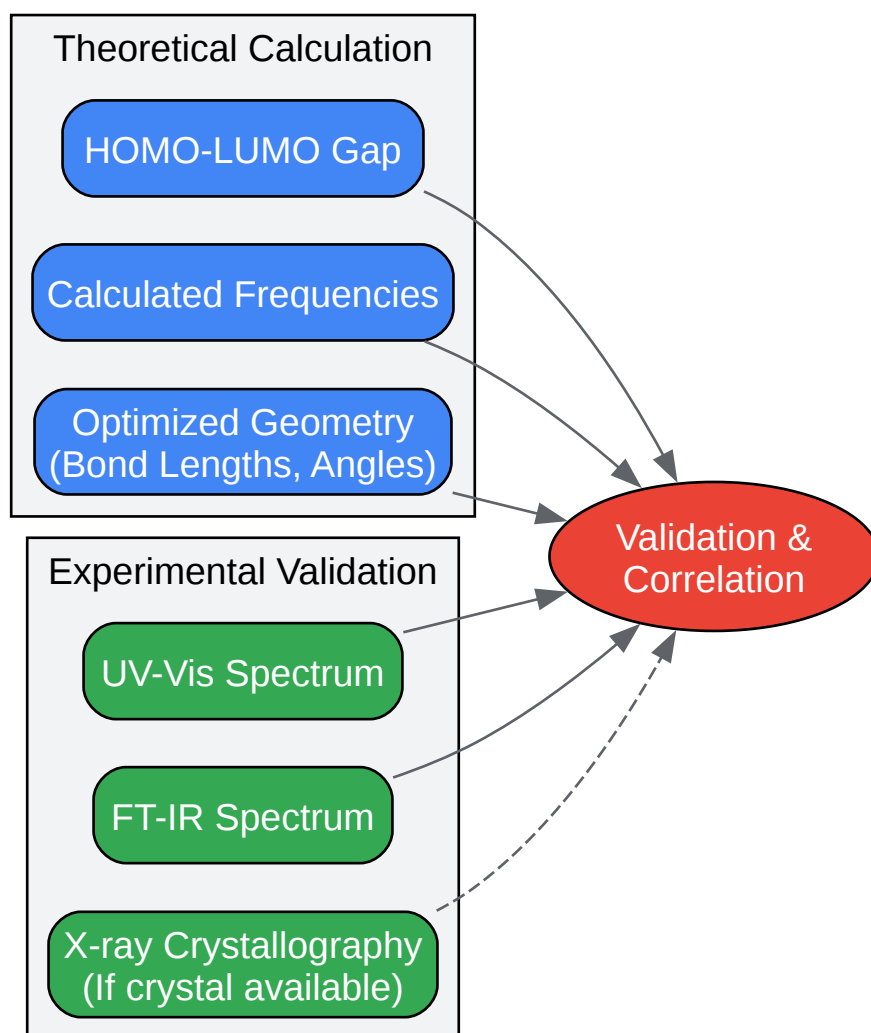 Theoretical Calculation
HOMO-LUMO Gap
Calculated Frequencies
Optimized Geometry
(Bond Lengths, Angles)
Validation &
Correlation
Experimental Validation
UV-Vis Spectrum
FT-IR Spectrum
X-ray Crystallography
(If crystal available)